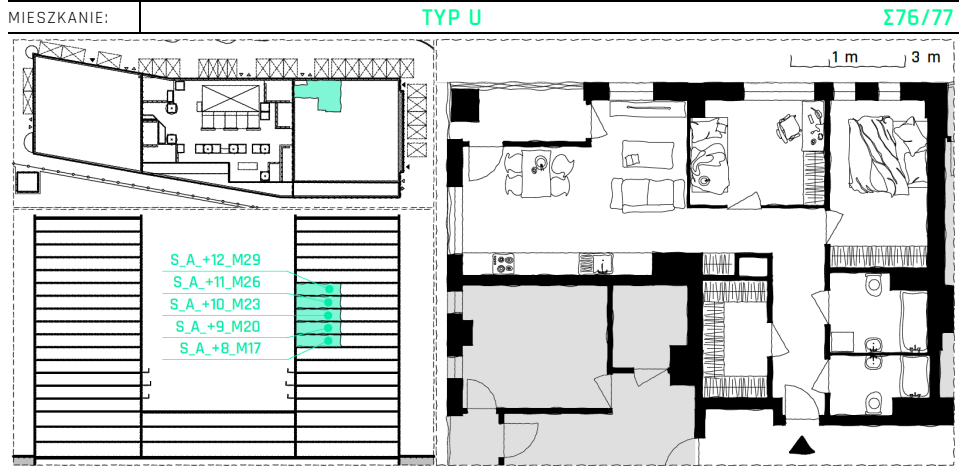 MIESZKANIE: TYP U Σ76/77
1 m 3 m
S_A_+12_M29
S_A_+11_M26
S_A_+10_M23
S_A_+9_M20
S_A_+8_M17